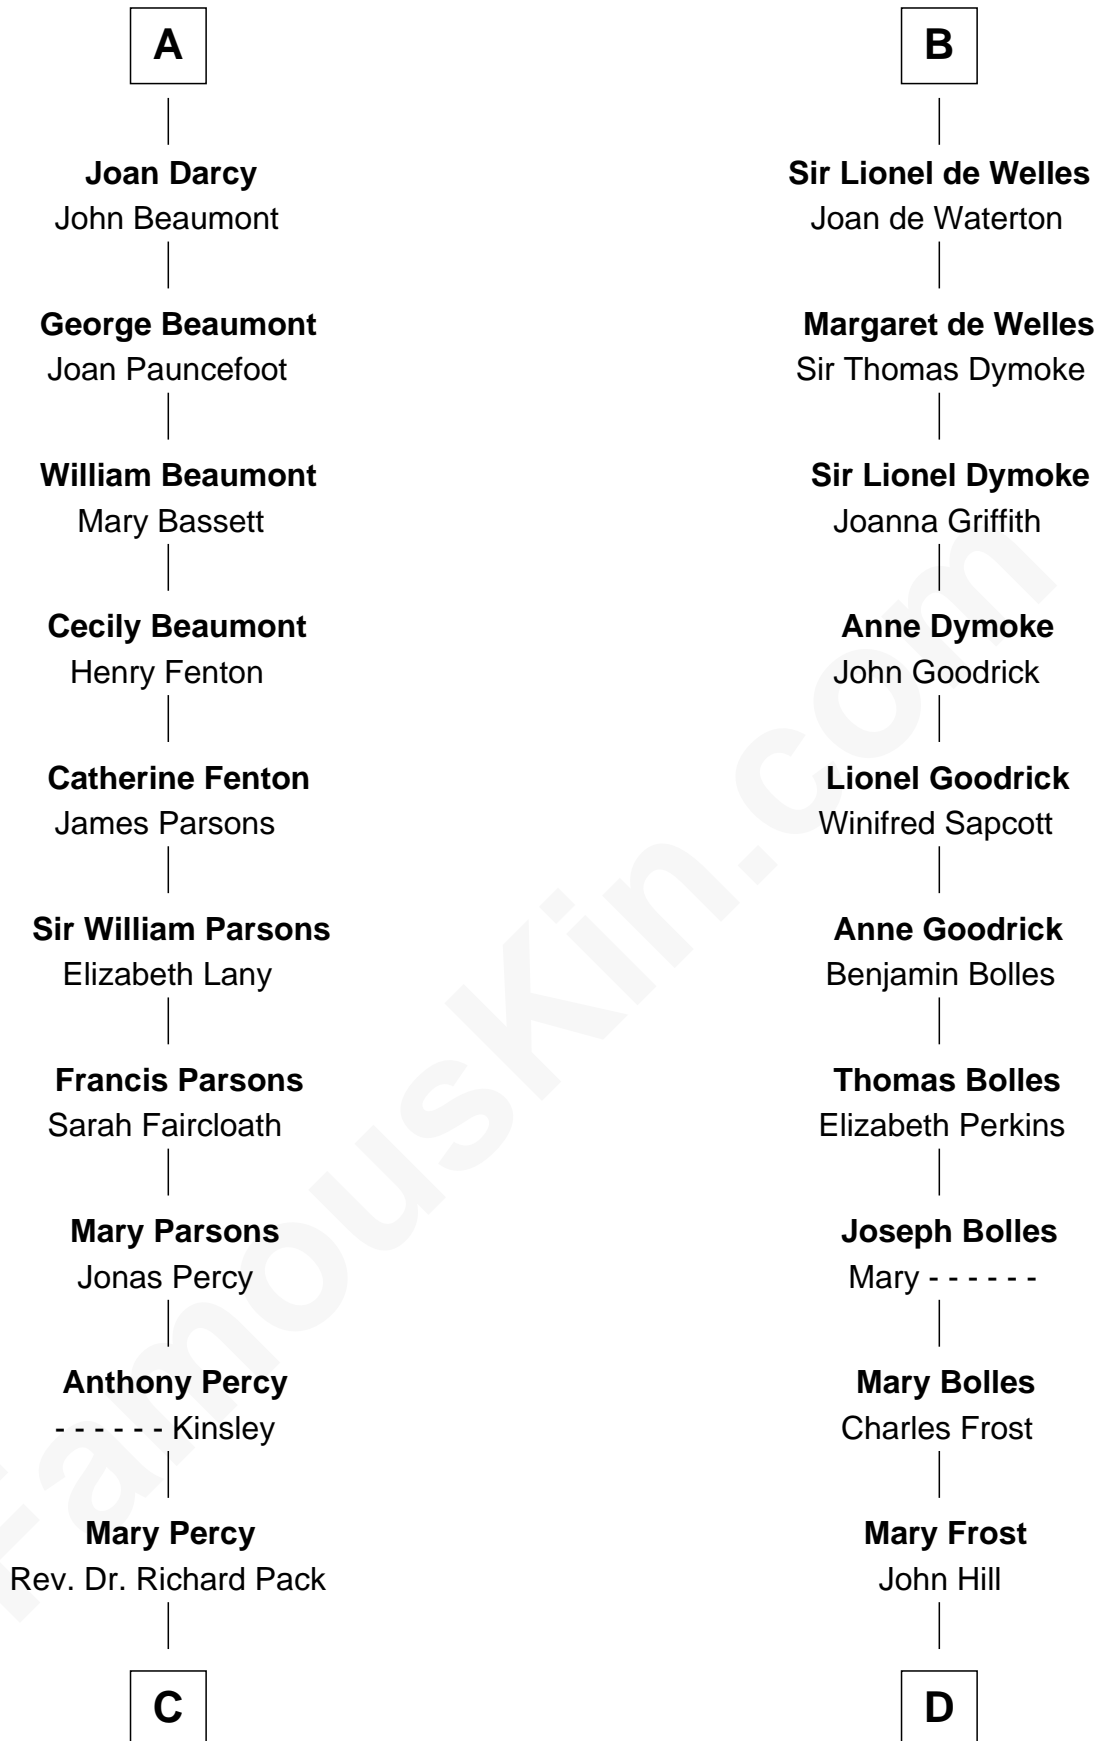 A
Joan Darcy
John Beaumont
George Beaumont
Joan Pauncefoot
William Beaumont
Mary Bassett
Cecily Beaumont
Henry Fenton
Catherine Fenton
James Parsons
Sir William Parsons
Elizabeth Lany
Francis Parsons
Sarah Faircloath
Mary Parsons
Jonas Percy
Anthony Percy
- - - - - - Kinsley
Mary Percy
Rev. Dr. Richard Pack
C
B
Sir Lionel de Welles
Joan de Waterton
Margaret de Welles
Sir Thomas Dymoke
Sir Lionel Dymoke
Joanna Griffith
Anne Dymoke
John Goodrick
Lionel Goodrick
Winifred Sapcott
Anne Goodrick
Benjamin Bolles
Thomas Bolles
Elizabeth Perkins
Joseph Bolles
Mary - - - - - -
Mary Bolles
Charles Frost
Mary Frost
John Hill
D
FamousKin.com